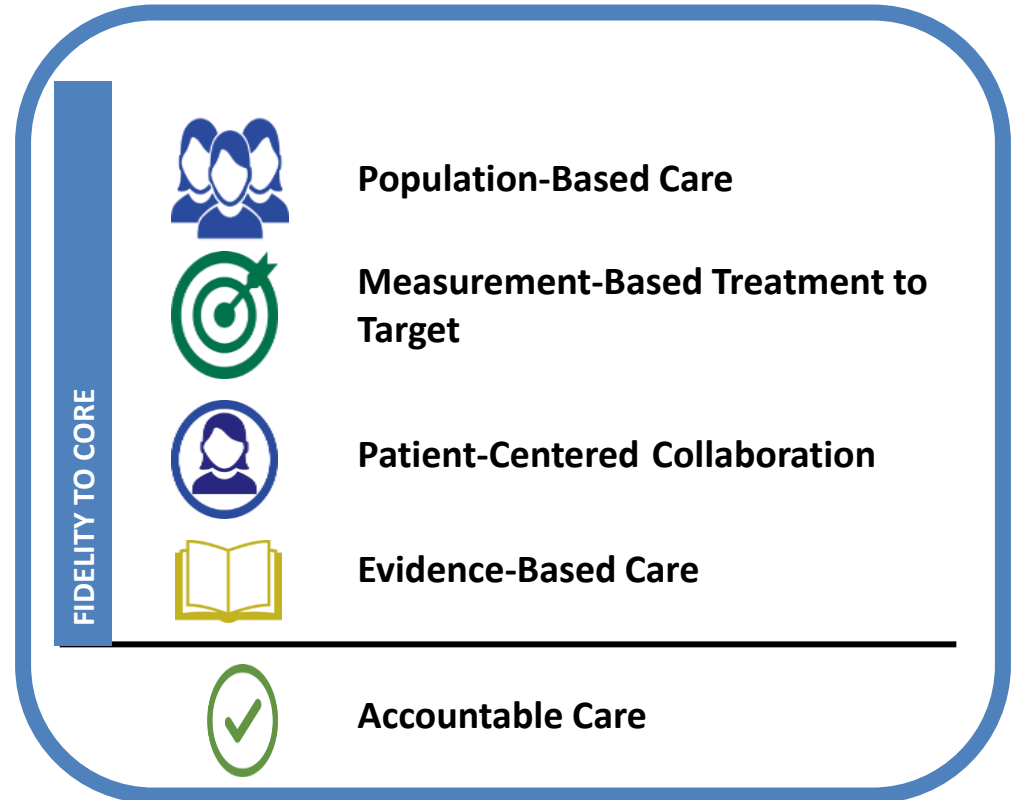 FIDELITY TO CORE
Population-Based Care
Measurement-Based Treatment to
Target
Patient-Centered Collaboration
Evidence-Based Care
Accountable Care